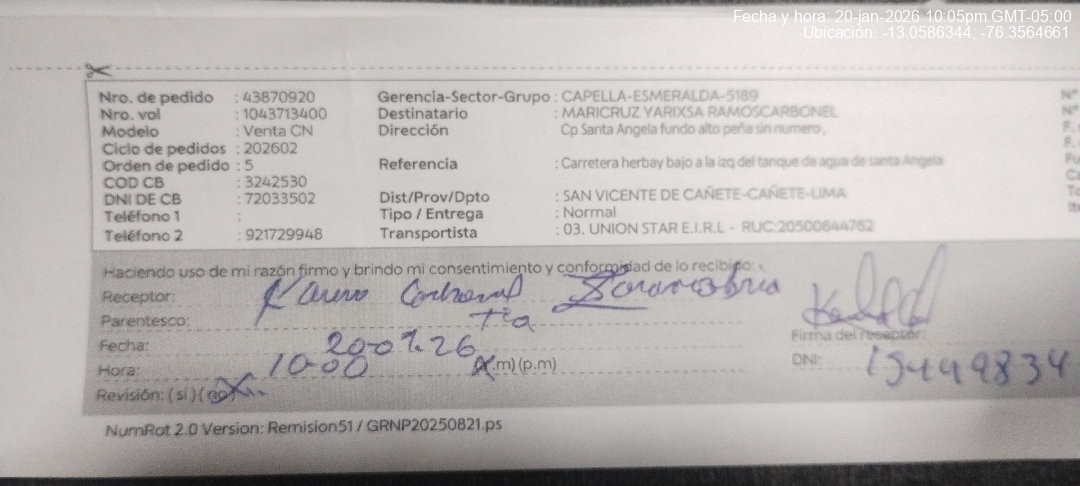 Fecha y hora: 20-jan-2026 10:05pm GMT-05:00
Ubicación: -13.0586344, -76.3564661
Nro. de pedido : 43870920 Gerencia-Sector-Grupo : CAPELLA-ESMERALDA-5189 N°
Nro. vol : 1043713400 Destinatario : MARICRUZ YARIXSA RAMOSCARBONEL N°
Modelo : Venta CN Dirección Cp Santa Angela fundo alto peña sin numero,
Ciclo de pedidos : 202602
Orden de pedido : 5 Referencia : Carretera herbay bajo a la izq del tanque de agua de santa Angela
COD CB : 3242530
DNI DE CB : 72033502 Dist/Prov/Dpto : SAN VICENTE DE CAÑETE-CAÑETE-LIMA
Teléfono 1 : Tipo / Entrega : Normal
Teléfono 2 : 921729948 Transportista : 03. UNION STAR E.I.R.L - RUC:20500644762
Haciendo uso de mi razón firmo y brindo mi consentimiento y conformidad de lo recibido:
Receptor:
Parentesco: Tia
Fecha: 20-01-26
Hora: 10:00 (a.m) (p.m)
Firma del receptor
DNI: 15449834
Revisión: ( si ) ( no )
NumRot 2.0 Version: Remision51 / GRNP20250821.ps